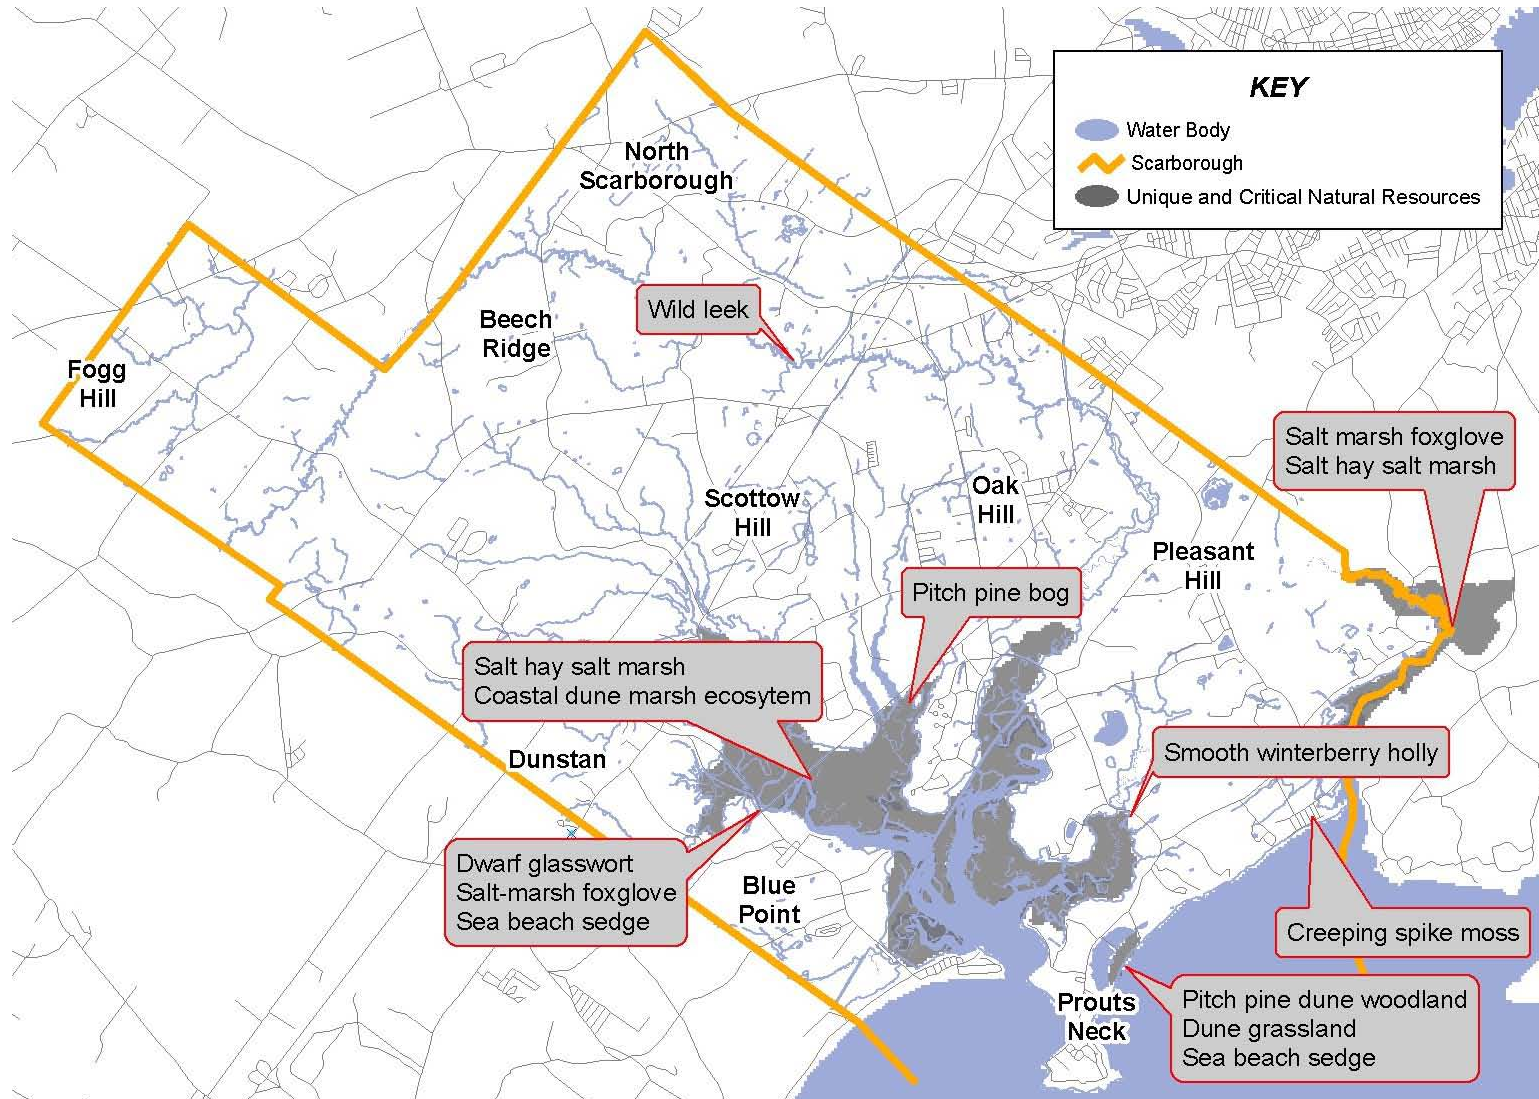 KEY
Water Body
Scarborough
Unique and Critical Natural Resources
North
Scarborough
Wild leek
Beech
Ridge
Fogg
Hill
Salt marsh foxglove
Salt hay salt marsh
Scottow
Hill
Oak
Hill
Pleasant
Hill
Pitch pine bog
Salt hay salt marsh
Coastal dune marsh ecosytem
Dunstan
Smooth winterberry holly
Dwarf glasswort
Salt-marsh foxglove
Sea beach sedge
Blue
Point
Creeping spike moss
Prouts
Neck
Pitch pine dune woodland
Dune grassland
Sea beach sedge